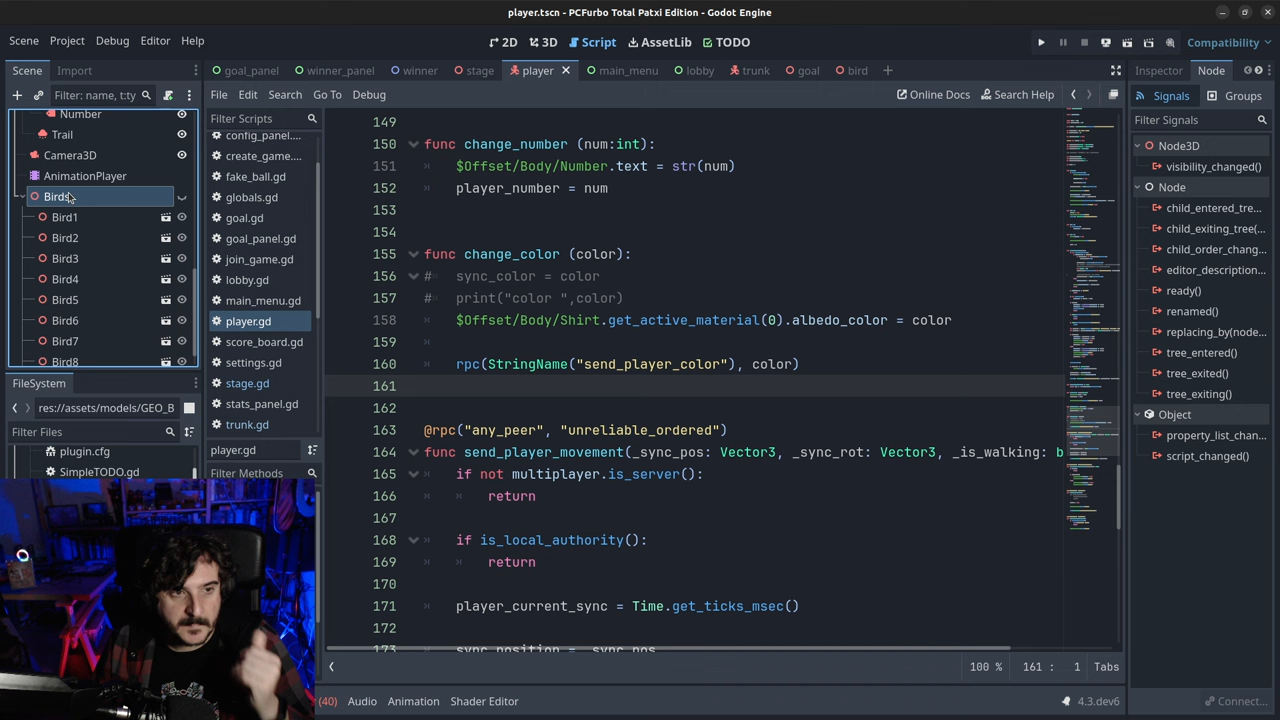 player.tscn - PCFurbo Total Patxi Edition - Godot Engine
Scene Project Debug Editor Help
2D 3D Script AssetLib TODO
Compatibility
Scene Import
goal_panel winner_panel winner stage player main_menu lobby trunk goal bird
Inspector Node
Filter: name, t:ty
File Edit Search Go To Debug
Online Docs Search Help
Signals Groups
Number
Trail
Camera3D
AnimationPlayer
Birds
Bird1
Bird2
Bird3
Bird4
Bird5
Bird6
Bird7
Bird8
FileSystem
res://assets/models/GEO_B
Filter Files
plugin.cfg
SimpleTODO.gd
Filter Scripts
config_panel....
create_game....
fake_ball.gd
globals.gd
goal.gd
goal_panel.gd
join_game.gd
lobby.gd
main_menu.gd
player.gd
score_board.gd
settings.gd
stage.gd
stats_panel.gd
trunk.gd
player.gd
Filter Methods
149
150 func change_number (num:int):
151 $Offset/Body/Number.text = str(num)
152 player_number = num
153
154
155 func change_color (color):
156 # sync_color = color
157 # print("color ",color)
158 $Offset/Body/Shirt.get_active_material(0).albedo_color = color
159
160 rpc(StringName("send_player_color"), color)
161
162
163 @rpc("any_peer", "unreliable_ordered")
164 func send_player_movement(_sync_pos: Vector3, _sync_rot: Vector3, _is_walking: b
165 if not multiplayer.is_server():
166 return
167
168 if is_local_authority():
169 return
170
171 player_current_sync = Time.get_ticks_msec()
172
173 sync_position = _sync_pos
100 % 161 : 1 Tabs
Filter Signals
Node3D
visibility_changed()
Node
child_entered_tre...
child_exiting_tree(...
child_order_chang...
editor_description...
ready()
renamed()
replacing_by(node...
tree_entered()
tree_exited()
tree_exiting()
Object
property_list_chan...
script_changed()
(40) Audio Animation Shader Editor
4.3.dev6
Connect...